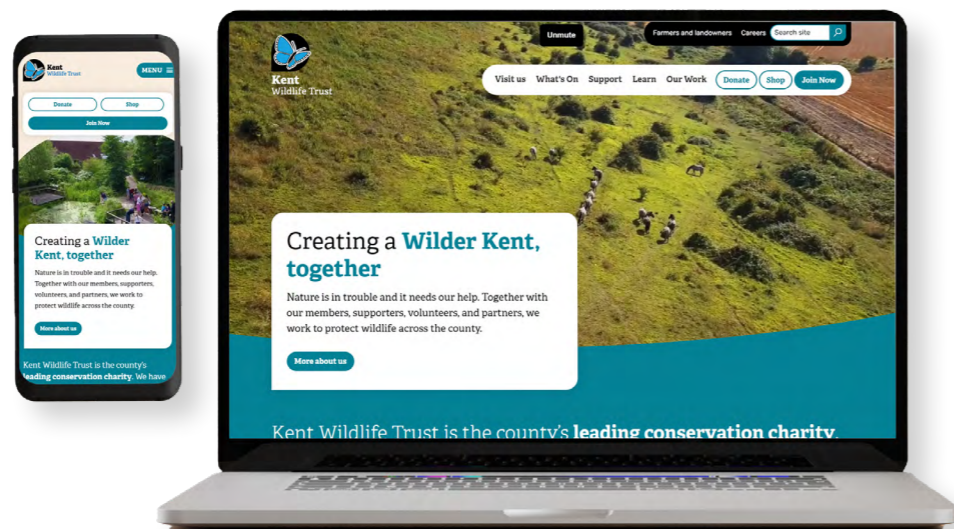 Kent
Wildlife Trust
MENU
Donate
Shop
Join Now
Creating a Wilder
Kent, together
Nature is in trouble and it needs our help.
Together with our members, supporters,
volunteers, and partners, we work to
protect wildlife across the county.
More about us
Kent Wildlife Trust is the county's
leading conservation charity. We have
Unmute
Farmers and landowners
Careers
Search site
Kent
Wildlife Trust
Visit us
What's On
Support
Learn
Our Work
Donate
Shop
Join Now
Creating a Wilder Kent,
together
Nature is in trouble and it needs our help. Together with
our members, supporters, volunteers, and partners, we
work to protect wildlife across the county.
More about us
Kent Wildlife Trust is the county's leading conservation charity.